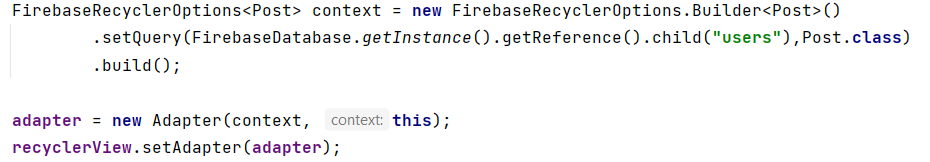 FirebaseRecyclerOptions<Post> context = new FirebaseRecyclerOptions.Builder<Post>()
        .setQuery(FirebaseDatabase.getInstance().getReference().child("users"),Post.class)
        .build();

adapter = new Adapter(context, context: this);
recyclerView.setAdapter(adapter);